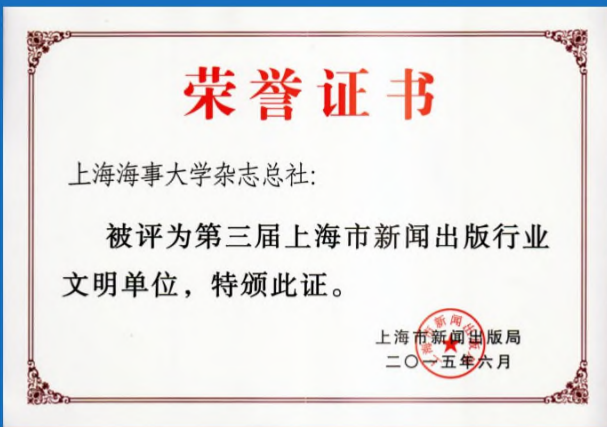 荣誉证书
上海海事大学杂志总社:
被评为第三届上海市新闻出版行业
文明单位，特颁此证。
上海市新闻出版局
二〇一五年六月